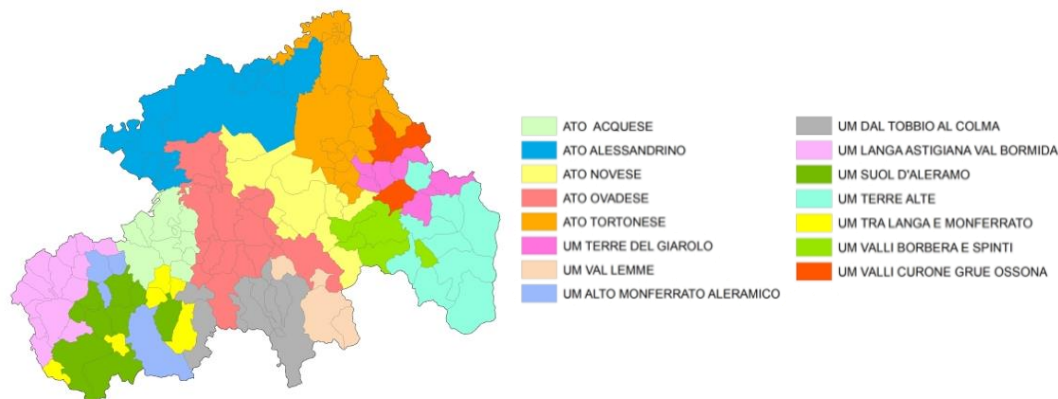 ATO ACQUESE
ATO ALESSANDRINO
ATO NOVESE
ATO OVADESE
ATO TORTONESE
UM TERRE DEL GIAROLO
UM VAL LEMME
UM ALTO MONFERRATO ALERAMICO
UM DAL TOBBIO AL COLMA
UM LANGA ASTIGIANA VAL BORMIDA
UM SUOL D'ALERAMO
UM TERRE ALTE
UM TRA LANGA E MONFERRATO
UM VALLI BORBERA E SPINTI
UM VALLI CURONE GRUE OSSONA